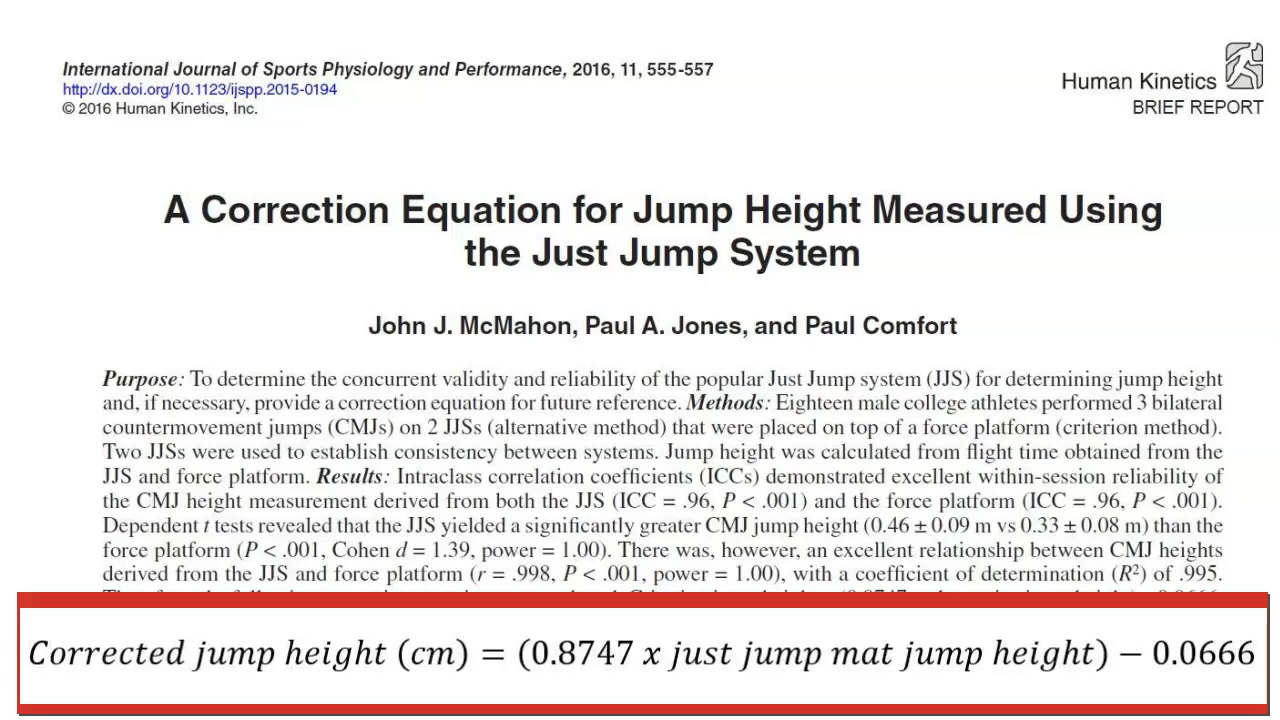 International Journal of Sports Physiology and Performance, 2016, 11, 555-557
http://dx.doi.org/10.1123/ijspp.2015-0194
© 2016 Human Kinetics, Inc.
Human Kinetics
BRIEF REPORT
A Correction Equation for Jump Height Measured Using
the Just Jump System
John J. McMahon, Paul A. Jones, and Paul Comfort
Purpose: To determine the concurrent validity and reliability of the popular Just Jump system (JJS) for determining jump height
and, if necessary, provide a correction equation for future reference. Methods: Eighteen male college athletes performed 3 bilateral
countermovement jumps (CMJs) on 2 JJSs (alternative method) that were placed on top of a force platform (criterion method).
Two JJSs were used to establish consistency between systems. Jump height was calculated from flight time obtained from the
JJS and force platform. Results: Intraclass correlation coefficients (ICCs) demonstrated excellent within-session reliability of
the CMJ height measurement derived from both the JJS (ICC = .96, P < .001) and the force platform (ICC = .96, P < .001).
Dependent t tests revealed that the JJS yielded a significantly greater CMJ jump height (0.46 ± 0.09 m vs 0.33 ± 0.08 m) than the
force platform (P < .001, Cohen d = 1.39, power = 1.00). There was, however, an excellent relationship between CMJ heights
derived from the JJS and force platform (r = .998, P < .001, power = 1.00), with a coefficient of determination (R²) of .995.
Corrected jump height (cm) = (0.8747 x just jump mat jump height) − 0.0666